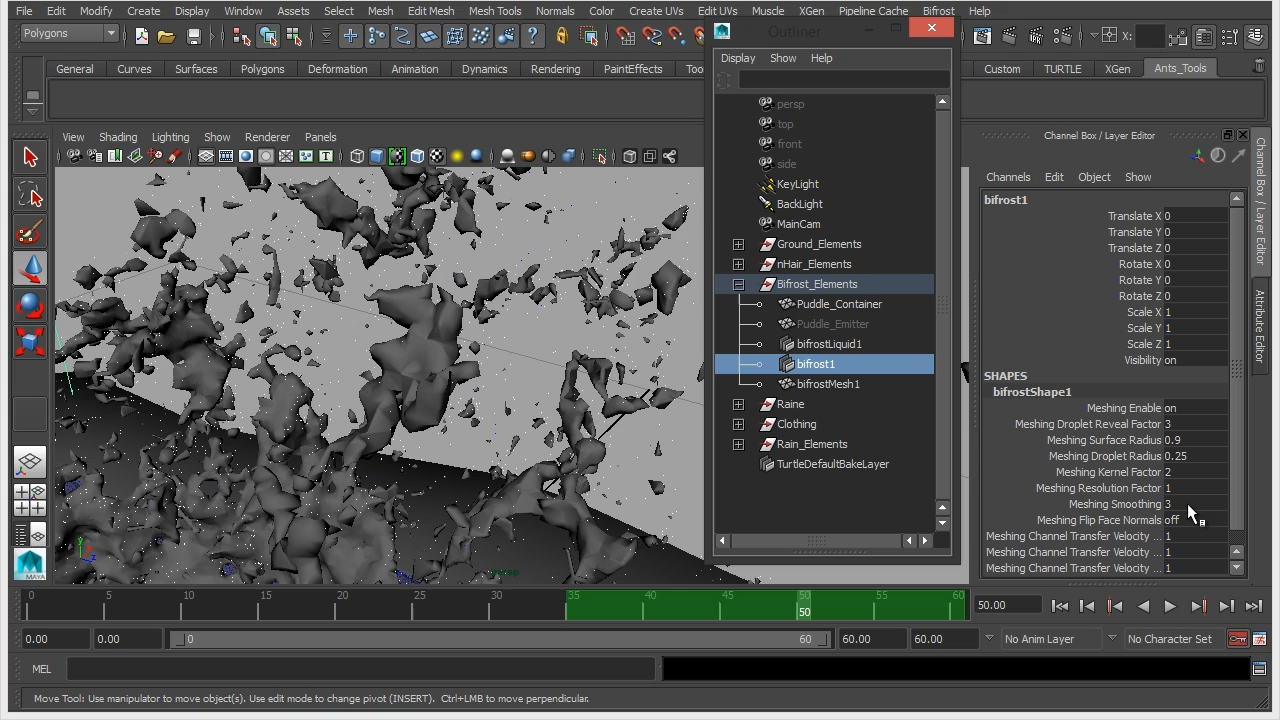 File Edit Modify Create Display Window Assets Select Mesh Edit Mesh Mesh Tools Normals Color Create UVs Edit UVs Muscle XGen Pipeline Cache Bifrost Help
Polygons
X:
Outliner
General Curves Surfaces Polygons Deformation Animation Dynamics Rendering PaintEffects Too
Custom TURTLE XGen Ants_Tools
Display Show Help
View Shading Lighting Show Renderer Panels
persp
top
front
side
KeyLight
BackLight
MainCam
Ground_Elements
nHair_Elements
Bifrost_Elements
Puddle_Container
Puddle_Emitter
bifrostLiquid1
bifrost1
bifrostMesh1
Raine
Clothing
Rain_Elements
TurtleDefaultBakeLayer
Channel Box / Layer Editor
Channels Edit Object Show
bifrost1
Translate X 0
Translate Y 0
Translate Z 0
Rotate X 0
Rotate Y 0
Rotate Z 0
Scale X 1
Scale Y 1
Scale Z 1
Visibility on
SHAPES
bifrostShape1
Meshing Enable on
Meshing Droplet Reveal Factor 3
Meshing Surface Radius 0.9
Meshing Droplet Radius 0.25
Meshing Kernel Factor 2
Meshing Resolution Factor 1
Meshing Smoothing 3
Meshing Flip Face Normals off
Meshing Channel Transfer Velocity ... 1
Meshing Channel Transfer Velocity ... 1
Meshing Channel Transfer Velocity ... 1
Channel Box / Layer Editor
Attribute Editor
MAYA
persp
0 5 10 15 20 25 30 35 40 45 50 55 60
50
50.00
0.00 0.00 0 60 60.00 60.00 No Anim Layer No Character Set
MEL
Move Tool: Use manipulator to move object(s). Use edit mode to change pivot (INSERT). Ctrl+LMB to move perpendicular.